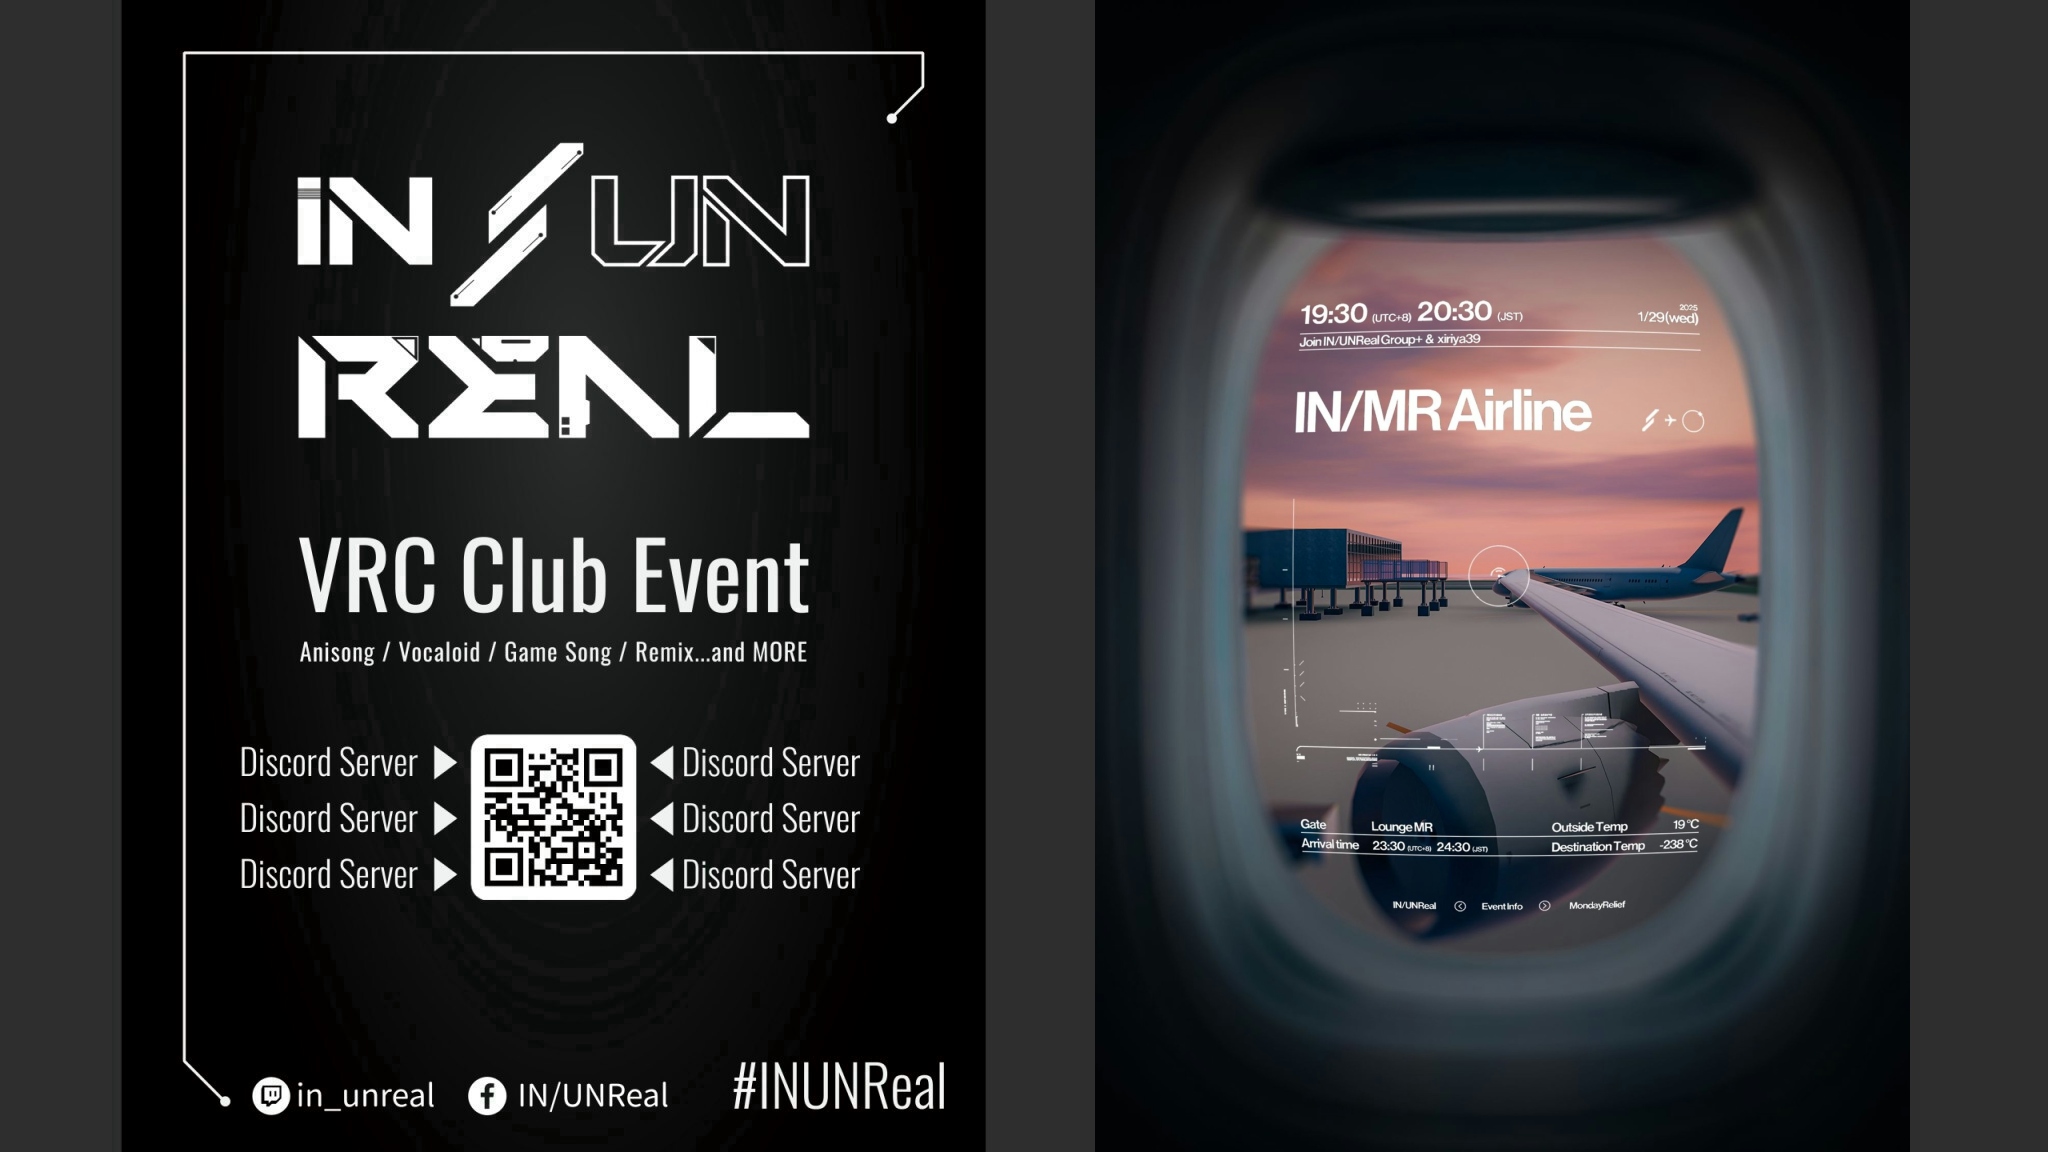 IN/UN
REAL
VRC Club Event
Anisong / Vocaloid / Game Song / Remix...and MORE
Discord Server
Discord Server
Discord Server
Discord Server
Discord Server
Discord Server
in_unreal
IN/UNReal
#INUNReal
19:30 (UTC+8) 20:30 (JST)
2025
1/29(wed)
Join IN/UNReal Group+ & xiriya39
IN/MR Airline
Gate Lounge MR
Outside Temp 19°C
Arrival time 23:30 (UTC+8) 24:30 (JST)
Destination Temp -238°C
IN/UNReal Event Info MondayRelief